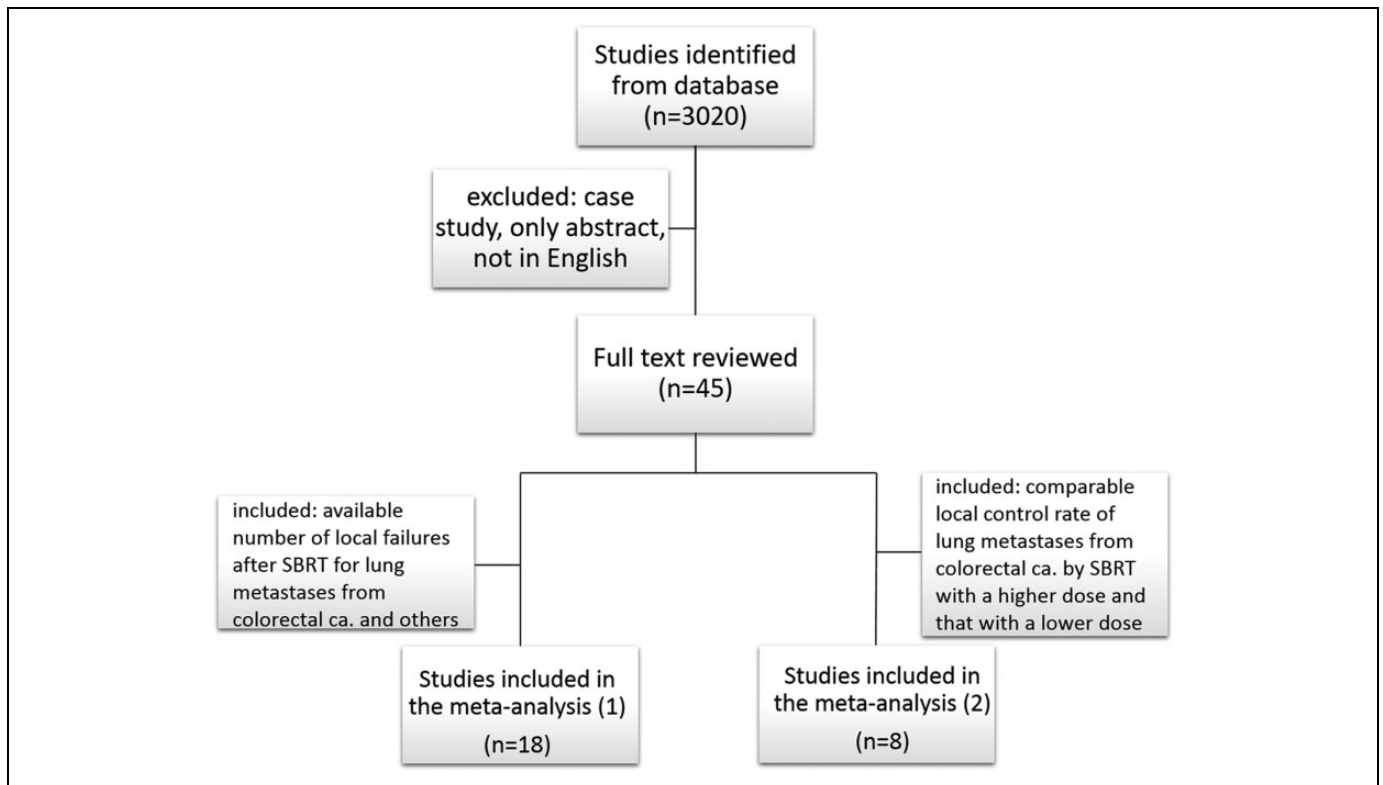 Studies identified
from database
(n=3020)
excluded: case
study, only abstract,
not in English
Full text reviewed
(n=45)
included: available
number of local failures
after SBRT for lung
metastases from
colorectal ca. and others
included: comparable
local control rate of
lung metastases from
colorectal ca. by SBRT
with a higher dose and
that with a lower dose
Studies included in
the meta-analysis (1)
(n=18)
Studies included in
the meta-analysis (2)
(n=8)